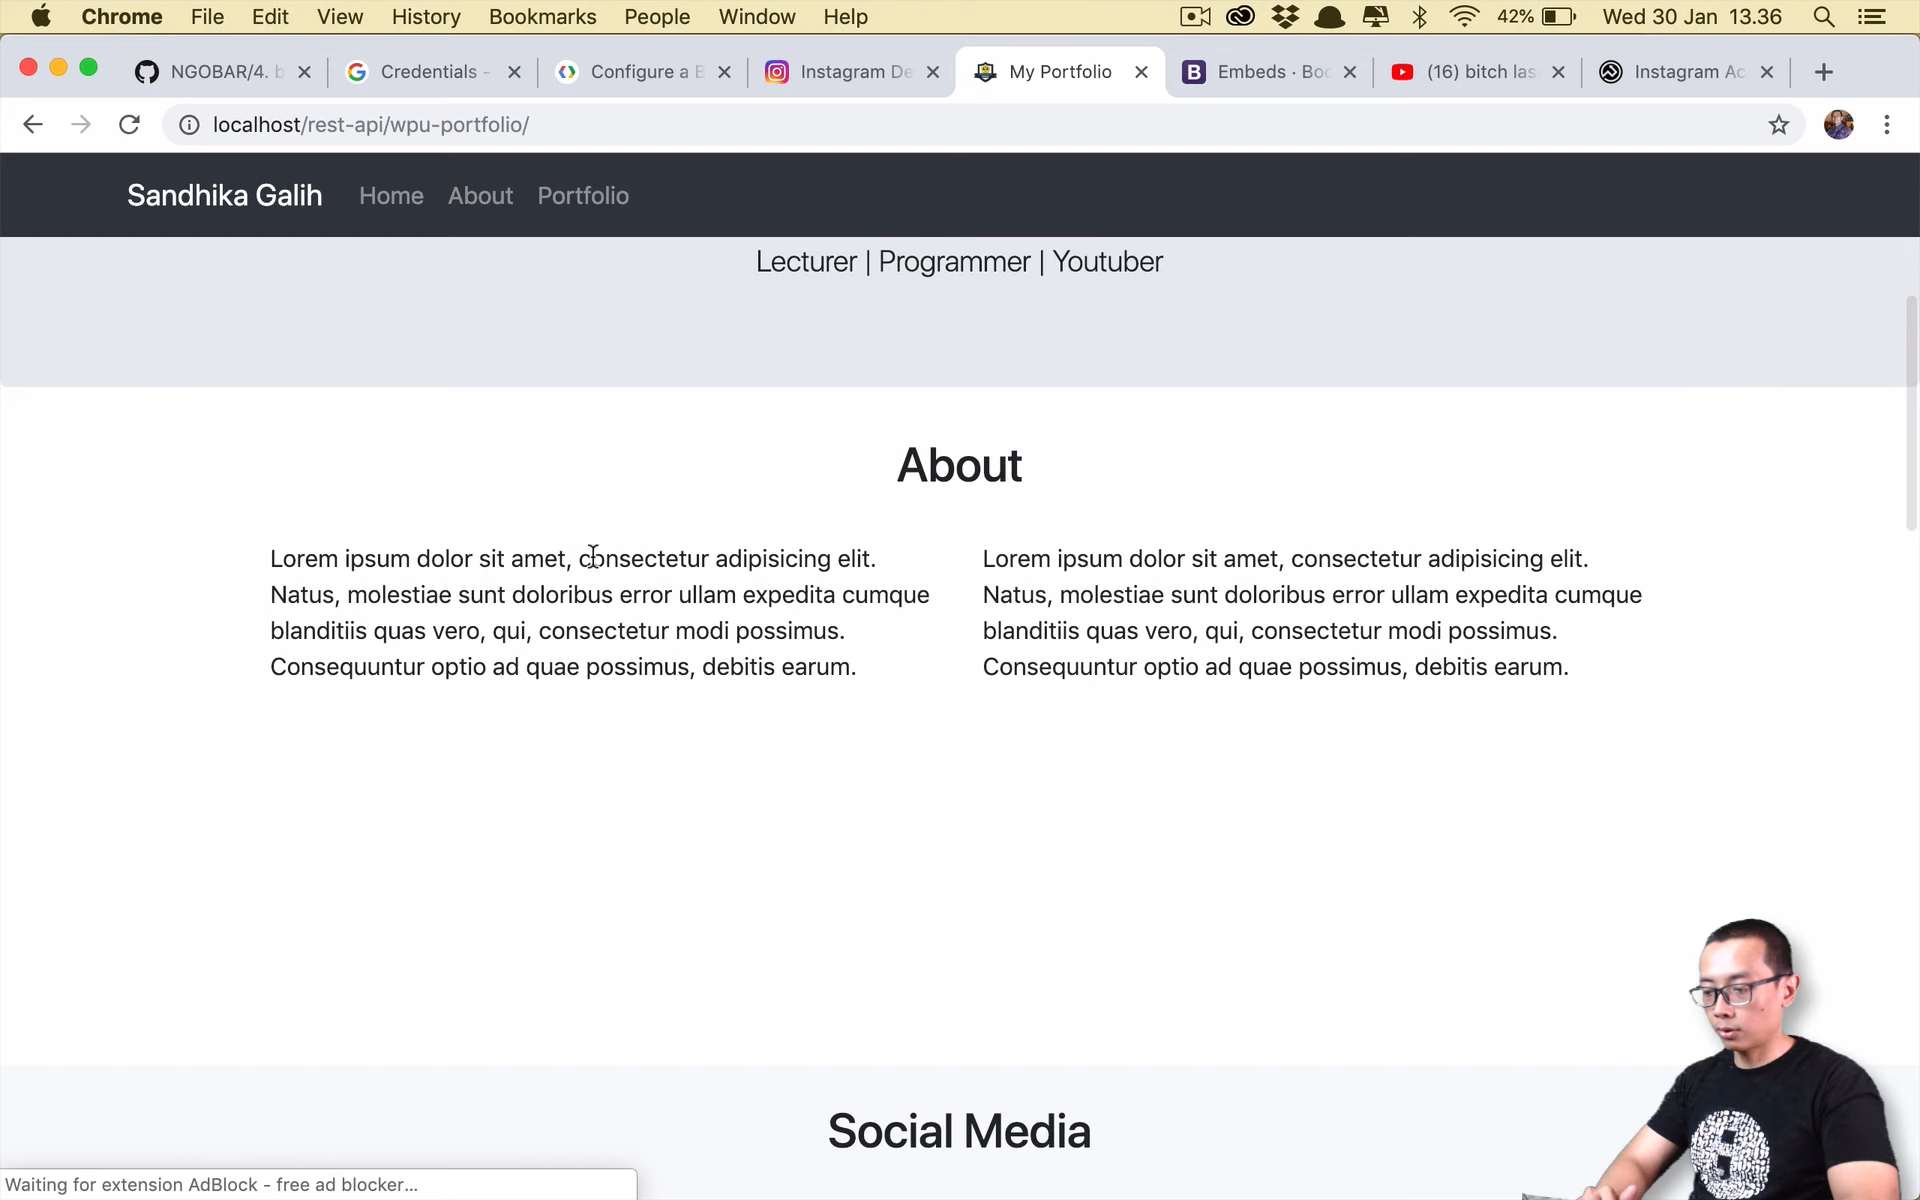 Chrome File Edit View History Bookmarks People Window Help 42% Wed 30 Jan 13.36
NGOBAR/4. b Credentials - Configure a B Instagram De My Portfolio Embeds · Boo (16) bitch las Instagram Ac
localhost/rest-api/wpu-portfolio/
Sandhika Galih Home About Portfolio
Lecturer | Programmer | Youtuber
About
Lorem ipsum dolor sit amet, consectetur adipisicing elit.
Natus, molestiae sunt doloribus error ullam expedita cumque
blanditiis quas vero, qui, consectetur modi possimus.
Consequuntur optio ad quae possimus, debitis earum.
Lorem ipsum dolor sit amet, consectetur adipisicing elit.
Natus, molestiae sunt doloribus error ullam expedita cumque
blanditiis quas vero, qui, consectetur modi possimus.
Consequuntur optio ad quae possimus, debitis earum.
Social Media
Waiting for extension AdBlock - free ad blocker...